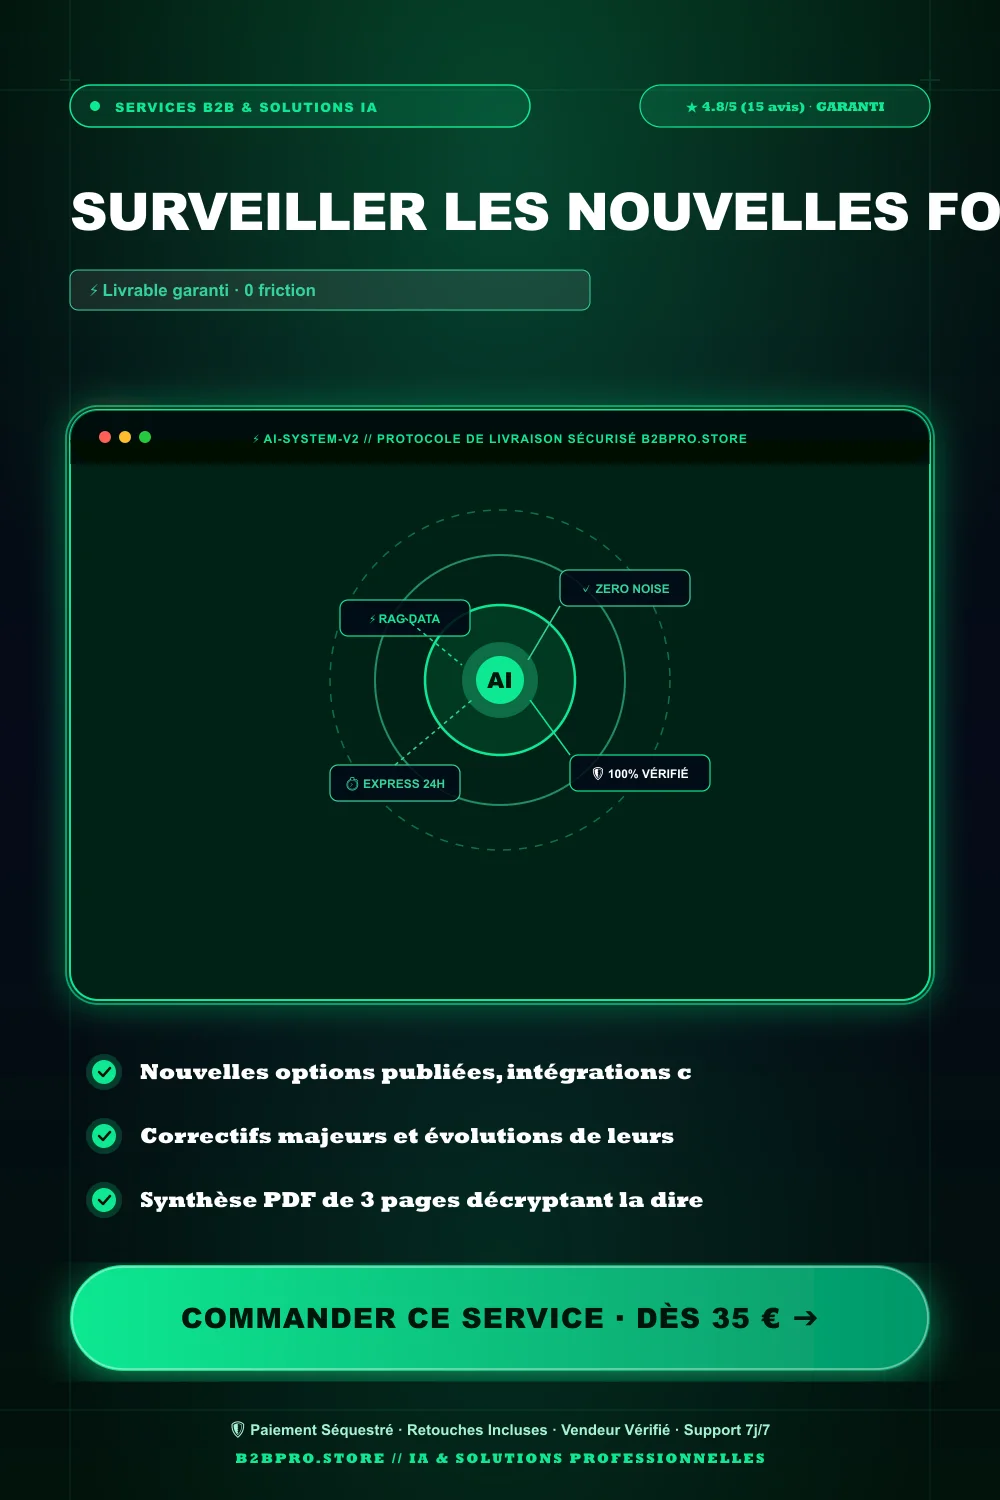 SERVICES B2B & SOLUTIONS IA
★ 4.8/5 (15 avis) · GARANTI
SURVEILLER LES NOUVELLES FO
⚡ Livrable garanti · 0 friction
⚡ AI-SYSTEM-V2 // PROTOCOLE DE LIVRAISON SÉCURISÉ B2BPRO.STORE
✓ ZERO NOISE
⚡ RAG DATA
AI
🛡 100% VÉRIFIÉ
⏱ EXPRESS 24H
Nouvelles options publiées, intégrations c
Correctifs majeurs et évolutions de leurs
Synthèse PDF de 3 pages décryptant la dire
COMMANDER CE SERVICE · DÈS 35 € ➔
🛡 Paiement Séquestré · Retouches Incluses · Vendeur Vérifié · Support 7j/7
B2BPRO.STORE // IA & SOLUTIONS PROFESSIONNELLES